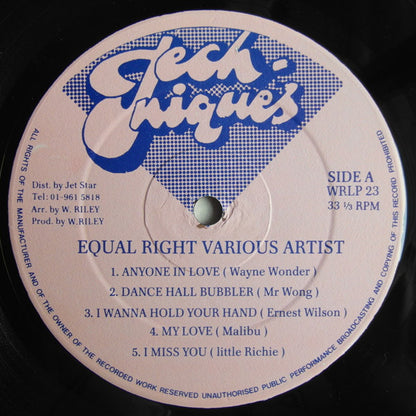 Tech-
niques
Dist. by Jet Star
Tel: 01-961 5818
Arr. by W. RILEY
Prod. by W.RILEY
SIDE A
WRLP 23
33 ⅓ RPM
EQUAL RIGHT VARIOUS ARTIST
1. ANYONE IN LOVE ( Wayne Wonder )
2. DANCE HALL BUBBLER ( Mr Wong )
3. I WANNA HOLD YOUR HAND ( Ernest Wilson )
4. MY LOVE ( Malibu )
5. I MISS YOU ( little Richie )
ALL RIGHTS OF THE MANUFACTURER AND OF THE OWNER OF THE RECORDED WORK RESERVED UNAUTHORISED PUBLIC PERFORMANCE BROADCASTING AND COPYING OF THIS RECORD PROHIBITED